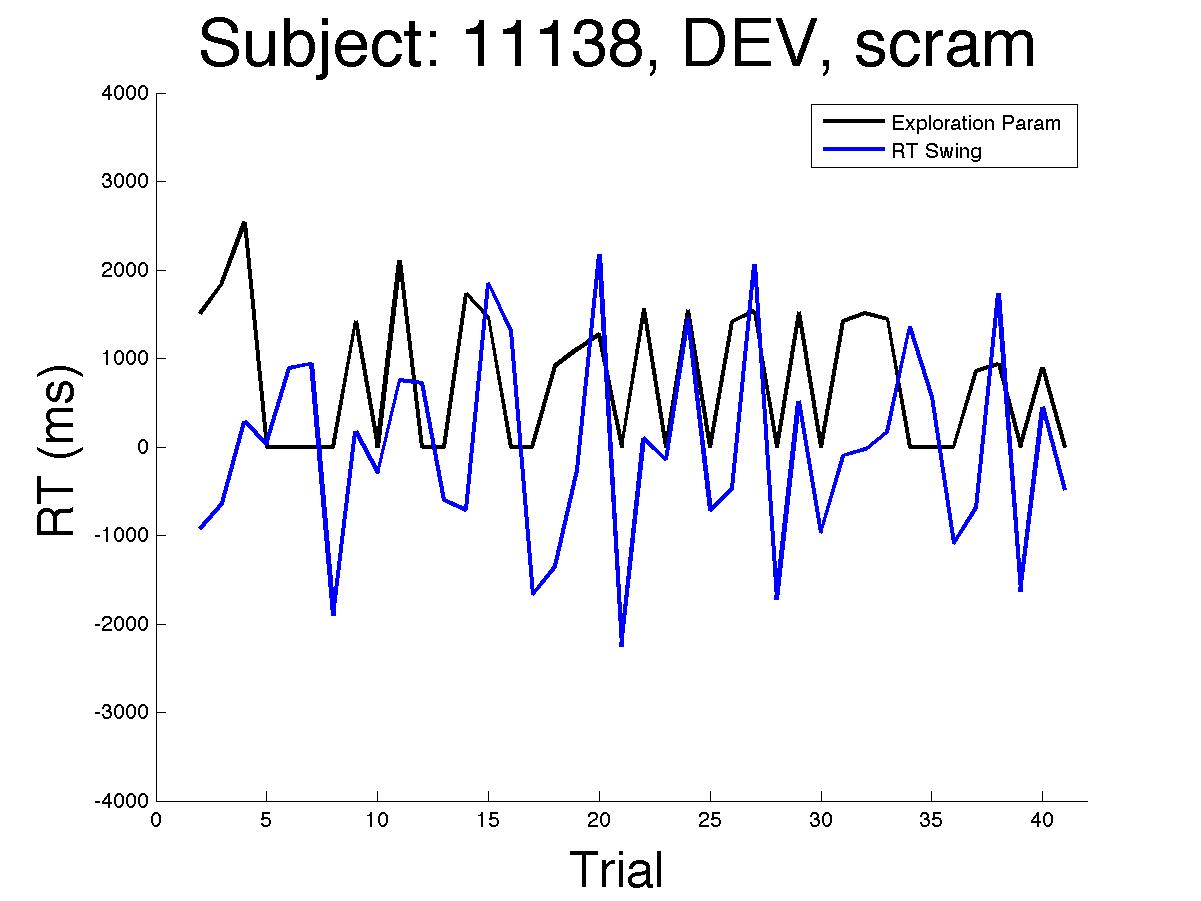 Subject: 11138, DEV, scram
Exploration Param
RT Swing
4000
3000
2000
1000
0
-1000
-2000
-3000
-4000
RT (ms)
0 5 10 15 20 25 30 35 40
Trial